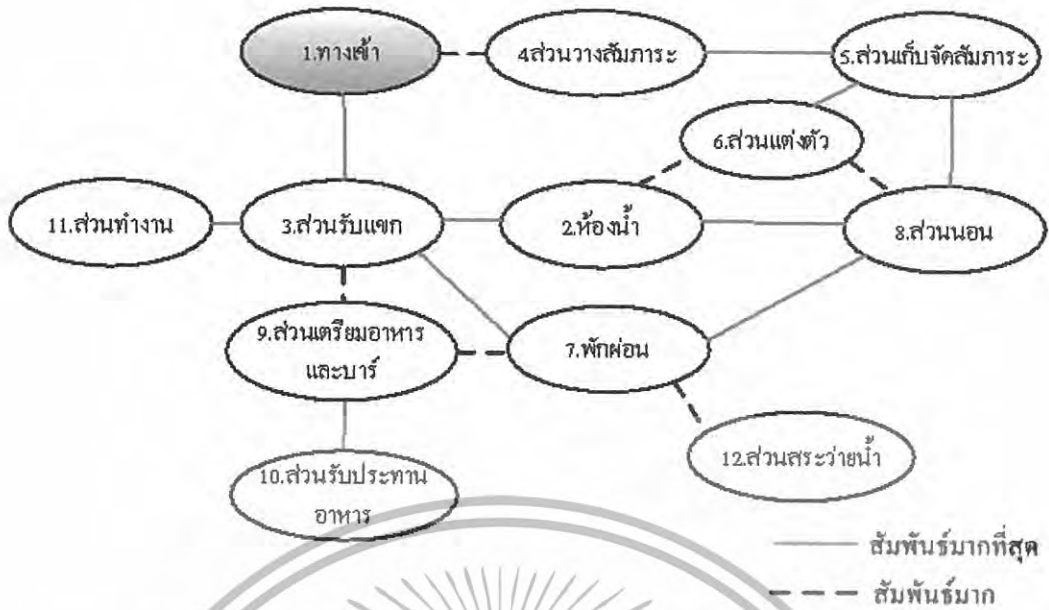 1.ทางเข้า
4ส่วนวางสัมภาระ
5.ส่วนเก็บจัดสัมภาระ
6.ส่วนแต่งตัว
11.ส่วนทำงาน
3.ส่วนรับแขก
2.ห้องน้ำ
8.ส่วนนอน
9.ส่วนเตรียมอาหาร
และบาร์
7.พักผ่อน
10.ส่วนรับประทาน
อาหาร
12.ส่วนสระว่ายน้ำ
สัมพันธ์มากที่สุด
สัมพันธ์มาก